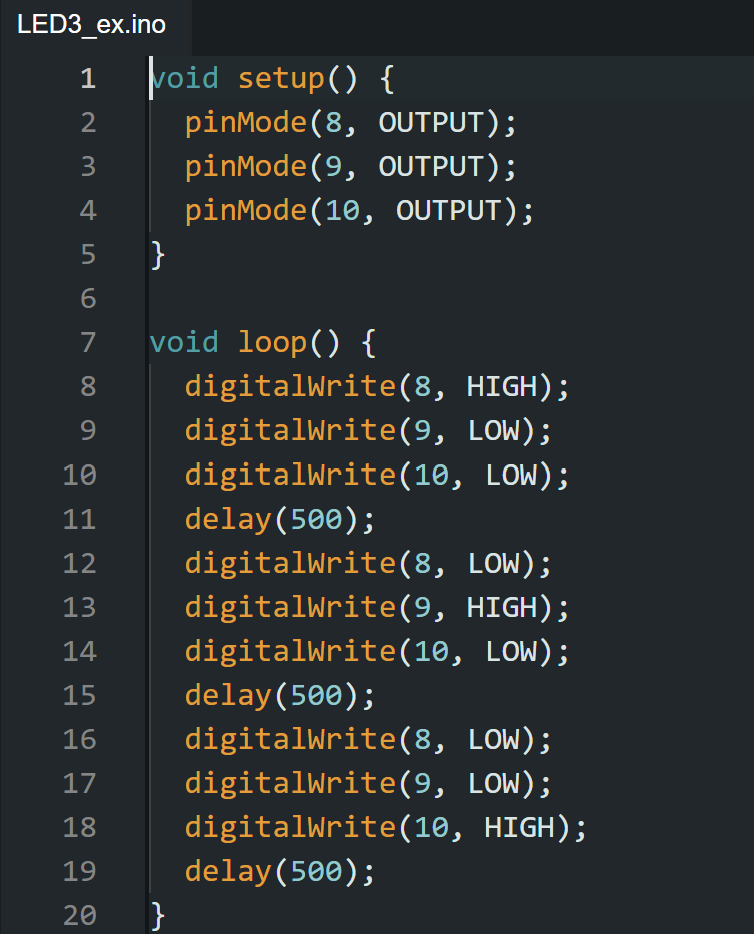 LED3_ex.ino
1 void setup() {
2   pinMode(8, OUTPUT);
3   pinMode(9, OUTPUT);
4   pinMode(10, OUTPUT);
5 }
6
7 void loop() {
8   digitalWrite(8, HIGH);
9   digitalWrite(9, LOW);
10   digitalWrite(10, LOW);
11   delay(500);
12   digitalWrite(8, LOW);
13   digitalWrite(9, HIGH);
14   digitalWrite(10, LOW);
15   delay(500);
16   digitalWrite(8, LOW);
17   digitalWrite(9, LOW);
18   digitalWrite(10, HIGH);
19   delay(500);
20 }